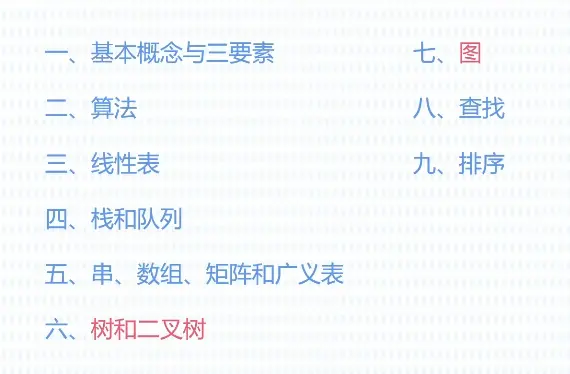 一、基本概念与三要素
二、算法
三、线性表
四、栈和队列
五、串、数组、矩阵和广义表
六、树和二叉树
七、图
八、查找
九、排序